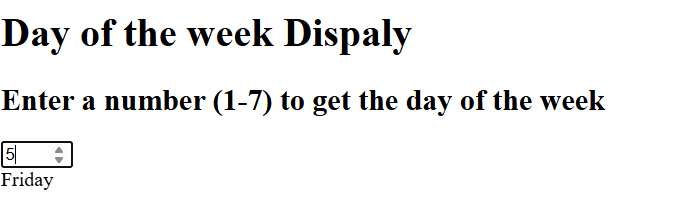 Day of the week Dispaly
Enter a number (1-7) to get the day of the week
5
Friday